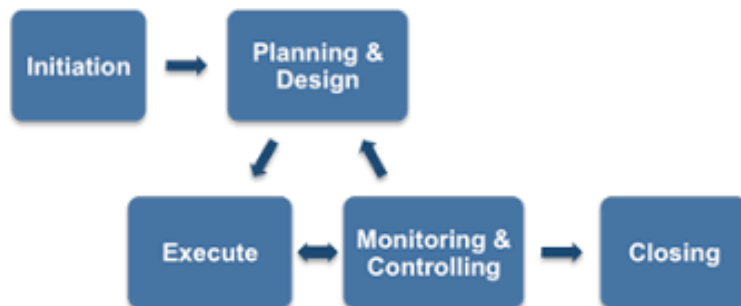 Initiation
Planning &
Design
Execute
Monitoring &
Controlling
Closing